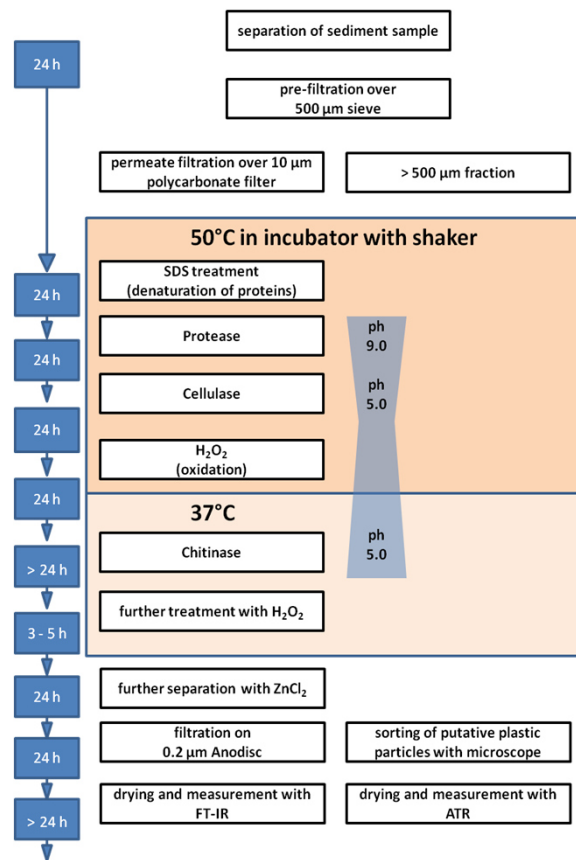 separation of sediment sample
24 h
pre-filtration over
500 µm sieve
permeate filtration over 10 µm
polycarbonate filter
> 500 µm fraction
50°C in incubator with shaker
24 h
SDS treatment
(denaturation of proteins)
24 h
Protease
ph
9.0
24 h
Cellulase
ph
5.0
24 h
H₂O₂
(oxidation)
37°C
> 24 h
Chitinase
ph
5.0
3 - 5 h
further treatment with H₂O₂
24 h
further separation with ZnCl₂
24 h
filtration on
0.2 µm Anodisc
sorting of putative plastic
particles with microscope
> 24 h
drying and measurement with
FT-IR
drying and measurement with
ATR